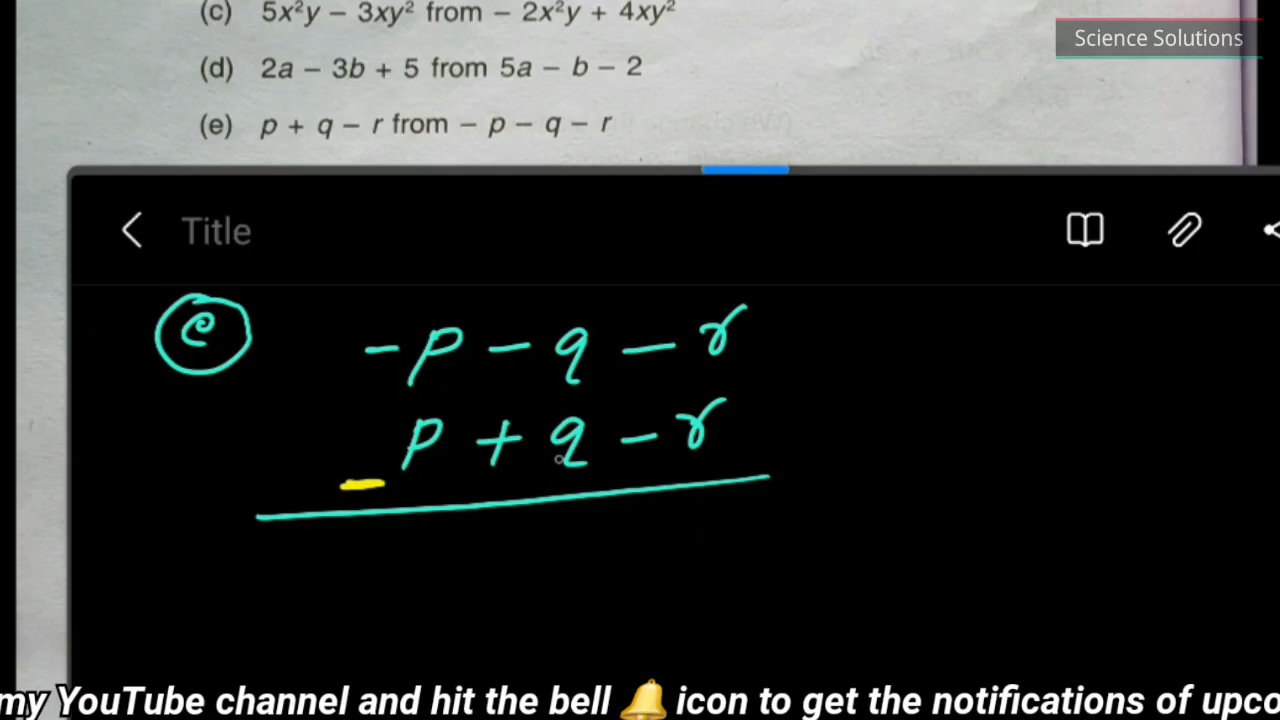 (c) 5x²y – 3xy² from – 2x²y + 4xy²
Science Solutions
(d) 2a – 3b + 5 from 5a – b – 2
(e) p + q – r from – p – q – r
Title
e
-p - q - r
p + q - r
-
my YouTube channel and hit the bell 🔔 icon to get the notifications of upco